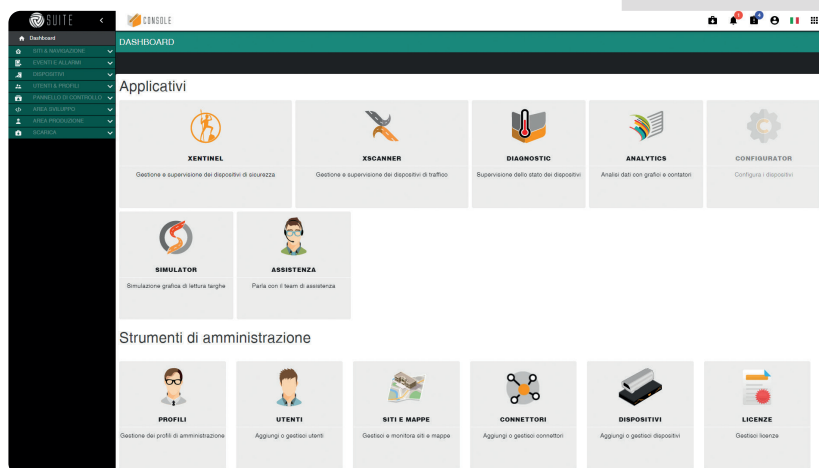 SUITE
CONSOLE
1
4
Dashboard
DASHBOARD
SITI & NAVIGAZIONE
EVENTI E ALLARMI
DISPOSITIVI
UTENTI & PROFILI
PANNELLO DI CONTROLLO
AREA SVILUPPO
AREA PRODUZIONE
SCARICA
Applicativi
XENTINEL
Gestione e supervisione dei dispositivi di sicurezza
XSCANNER
Gestione e supervisione dei dispositivi di traffico
DIAGNOSTIC
Supervisione dello stato dei dispositivi
ANALYTICS
Analisi dati con grafici e contatori
CONFIGURATOR
Configura i dispositivi
SIMULATOR
Simulazione grafica di lettura targhe
ASSISTENZA
Parla con il team di assistenza
Strumenti di amministrazione
PROFILI
Gestione dei profili di amministrazione
UTENTI
Aggiungi o gestisci utenti
SITI E MAPPE
Gestisci e monitora siti e mappe
CONNETTORI
Aggiungi o gestisci connettori
DISPOSITIVI
Aggiungi o gestisci dispositivi
LICENZE
Gestisci licenze